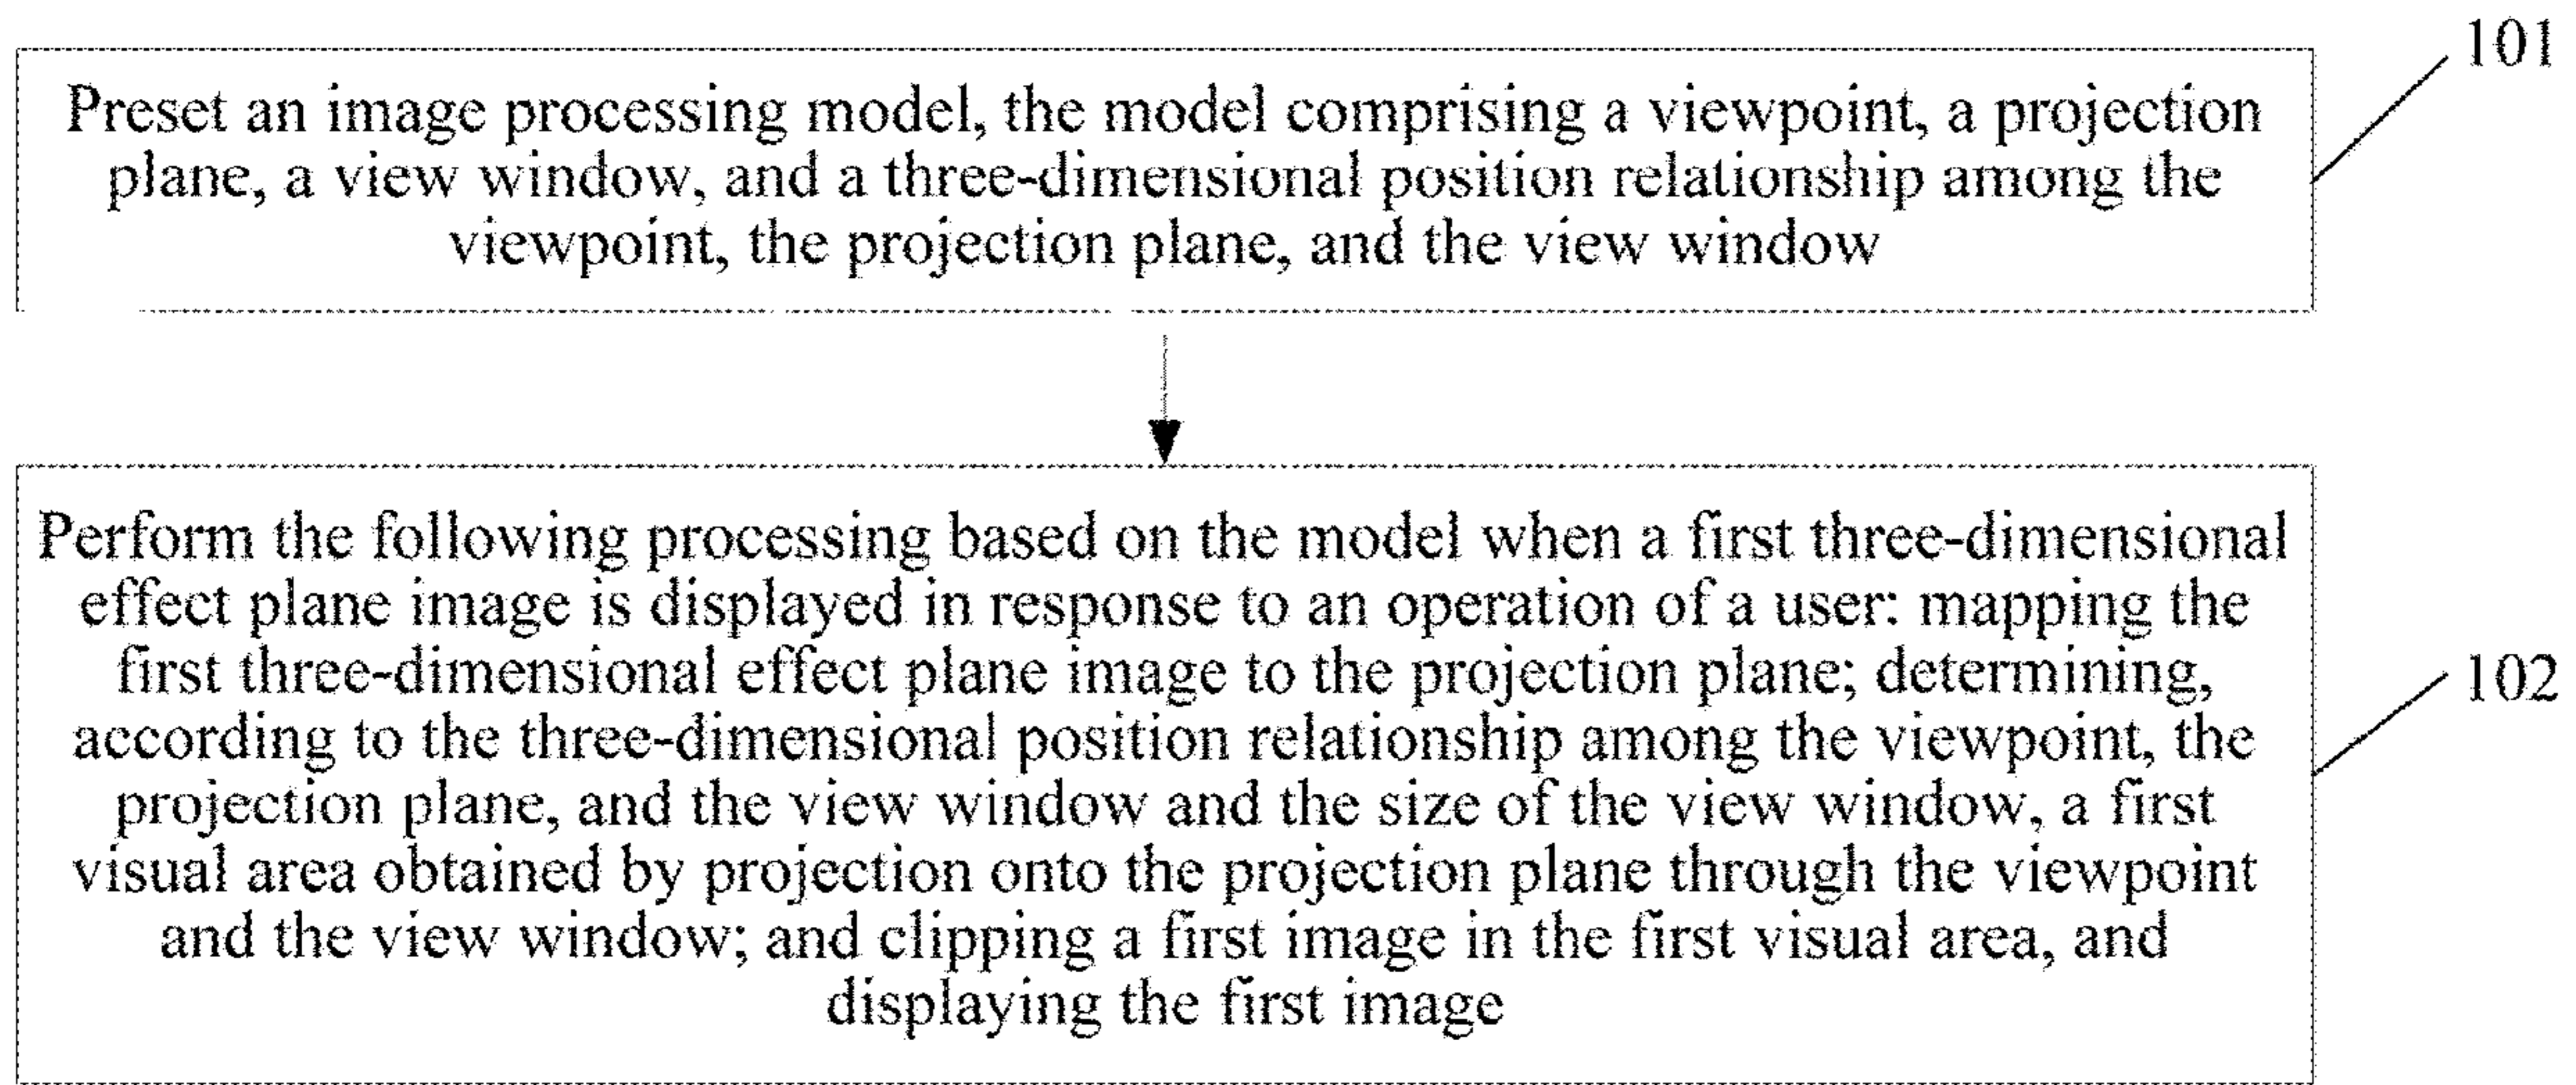 101
Preset an image processing model, the model comprising a viewpoint, a projection
plane, a view window, and a three-dimensional position relationship among the
viewpoint, the projection plane, and the view window
Perform the following processing based on the model when a first three-dimensional
effect plane image is displayed in response to an operation of a user: mapping the
first three-dimensional effect plane image to the projection plane; determining,
according to the three-dimensional position relationship among the viewpoint, the
projection plane, and the view window and the size of the view window, a first
visual area obtained by projection onto the projection plane through the viewpoint
and the view window; and clipping a first image in the first visual area, and
displaying the first image
102